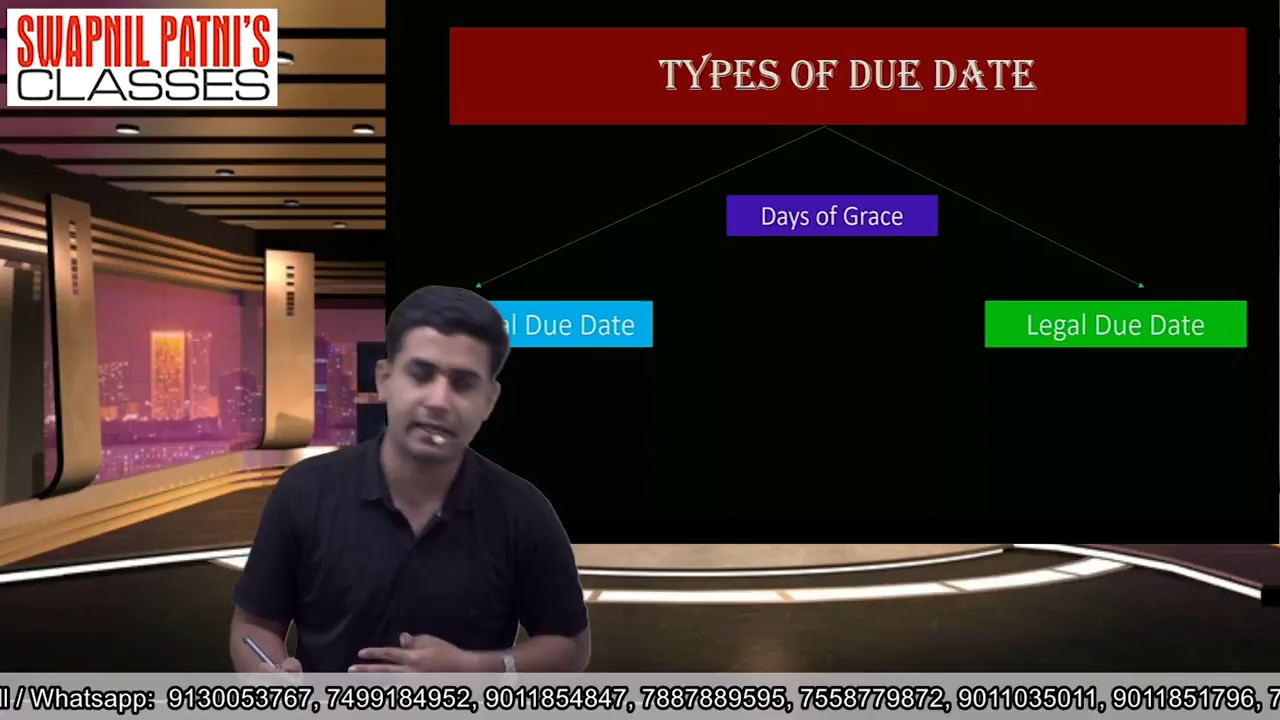 SWAPNIL PATNI'S
CLASSES
TYPES OF DUE DATE
Days of Grace
Due Date
Legal Due Date
Whatsapp: 9130053767, 7499184952, 9011854847, 7887889595, 7558779872, 9011035011, 9011851796,